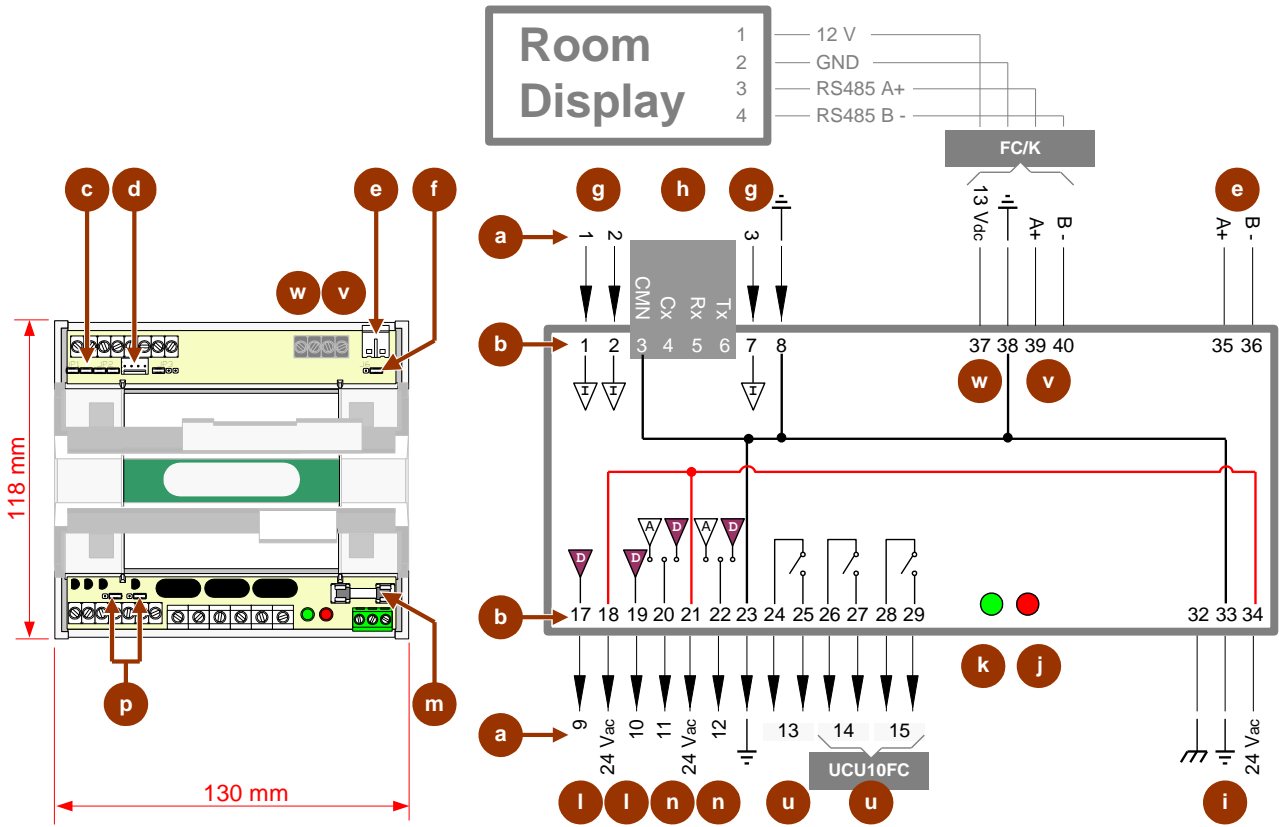 Room
Display
1 12 V
2 GND
3 RS485 A+
4 RS485 B -
FC/K
c d e f g h g e
a 1 2 3 13 Vdc A+ B - A+ B -
CMN Cx Rx Tx
w v
b 1 2 3 4 5 6 7 8 37 38 39 40 35 36
w v
I I I
118 mm
A D A D
D D
b 17 18 19 20 21 22 23 24 25 26 27 28 29 32 33 34
k j
p m
a 9 24 Vac 10 11 24 Vac 12 13 14 15 24 Vac
UCU10FC
130 mm
l l n n u u i